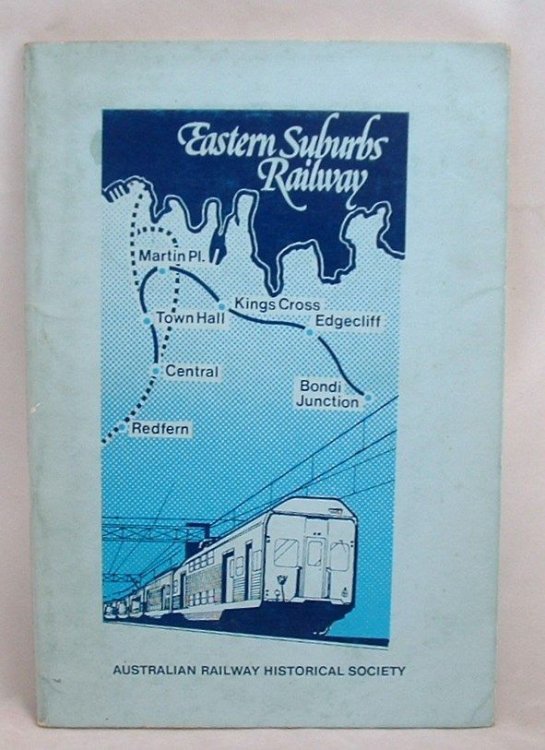 Eastern Suburbs
Railway
Martin Pl.
Kings Cross
Town Hall
Edgecliff
Central
Bondi
Junction
Redfern
AUSTRALIAN RAILWAY HISTORICAL SOCIETY